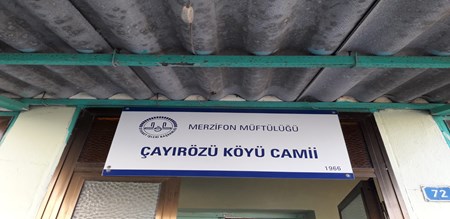 MERZİFON MÜFTÜLÜĞÜ
ÇAYIRÖZÜ KÖYÜ CAMİİ
1966
72